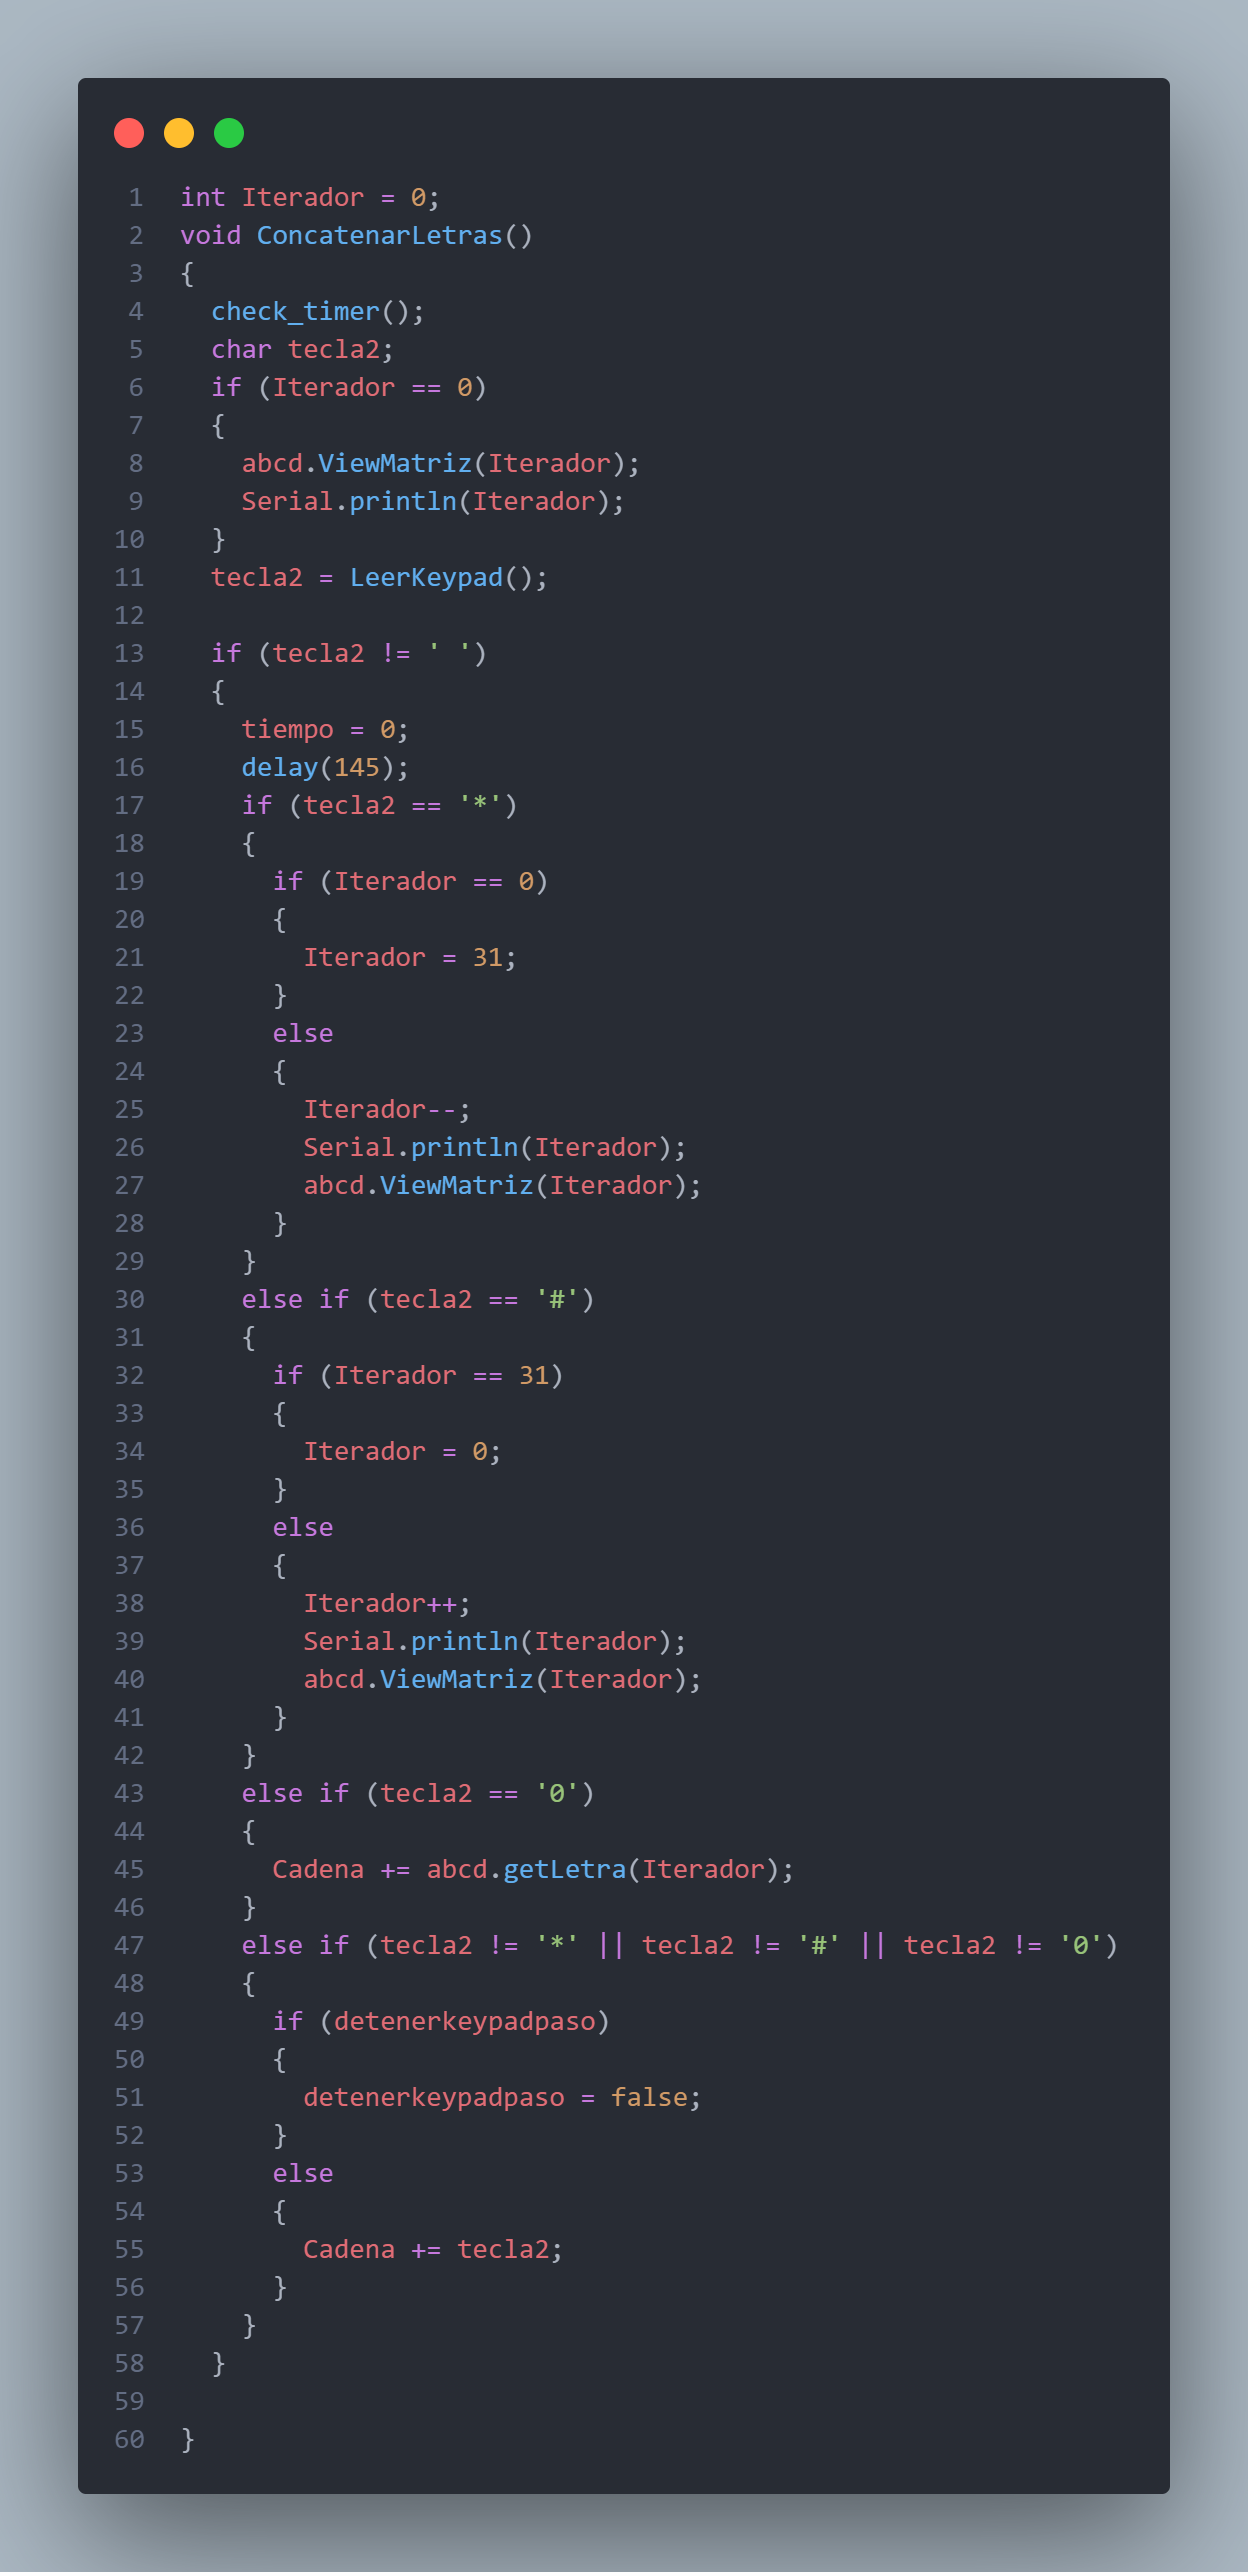 1 int Iterador = 0;
2 void ConcatenarLetras()
3 {
4   check_timer();
5   char tecla2;
6   if (Iterador == 0)
7   {
8     abcd.ViewMatriz(Iterador);
9     Serial.println(Iterador);
10   }
11   tecla2 = LeerKeypad();
12
13   if (tecla2 != ' ')
14   {
15     tiempo = 0;
16     delay(145);
17     if (tecla2 == '*')
18     {
19       if (Iterador == 0)
20       {
21         Iterador = 31;
22       }
23       else
24       {
25         Iterador--;
26         Serial.println(Iterador);
27         abcd.ViewMatriz(Iterador);
28       }
29     }
30     else if (tecla2 == '#')
31     {
32       if (Iterador == 31)
33       {
34         Iterador = 0;
35       }
36       else
37       {
38         Iterador++;
39         Serial.println(Iterador);
40         abcd.ViewMatriz(Iterador);
41       }
42     }
43     else if (tecla2 == '0')
44     {
45       Cadena += abcd.getLetra(Iterador);
46     }
47     else if (tecla2 != '*' || tecla2 != '#' || tecla2 != '0')
48     {
49       if (detenerkeypadpaso)
50       {
51         detenerkeypadpaso = false;
52       }
53       else
54       {
55         Cadena += tecla2;
56       }
57     }
58   }
59
60 }